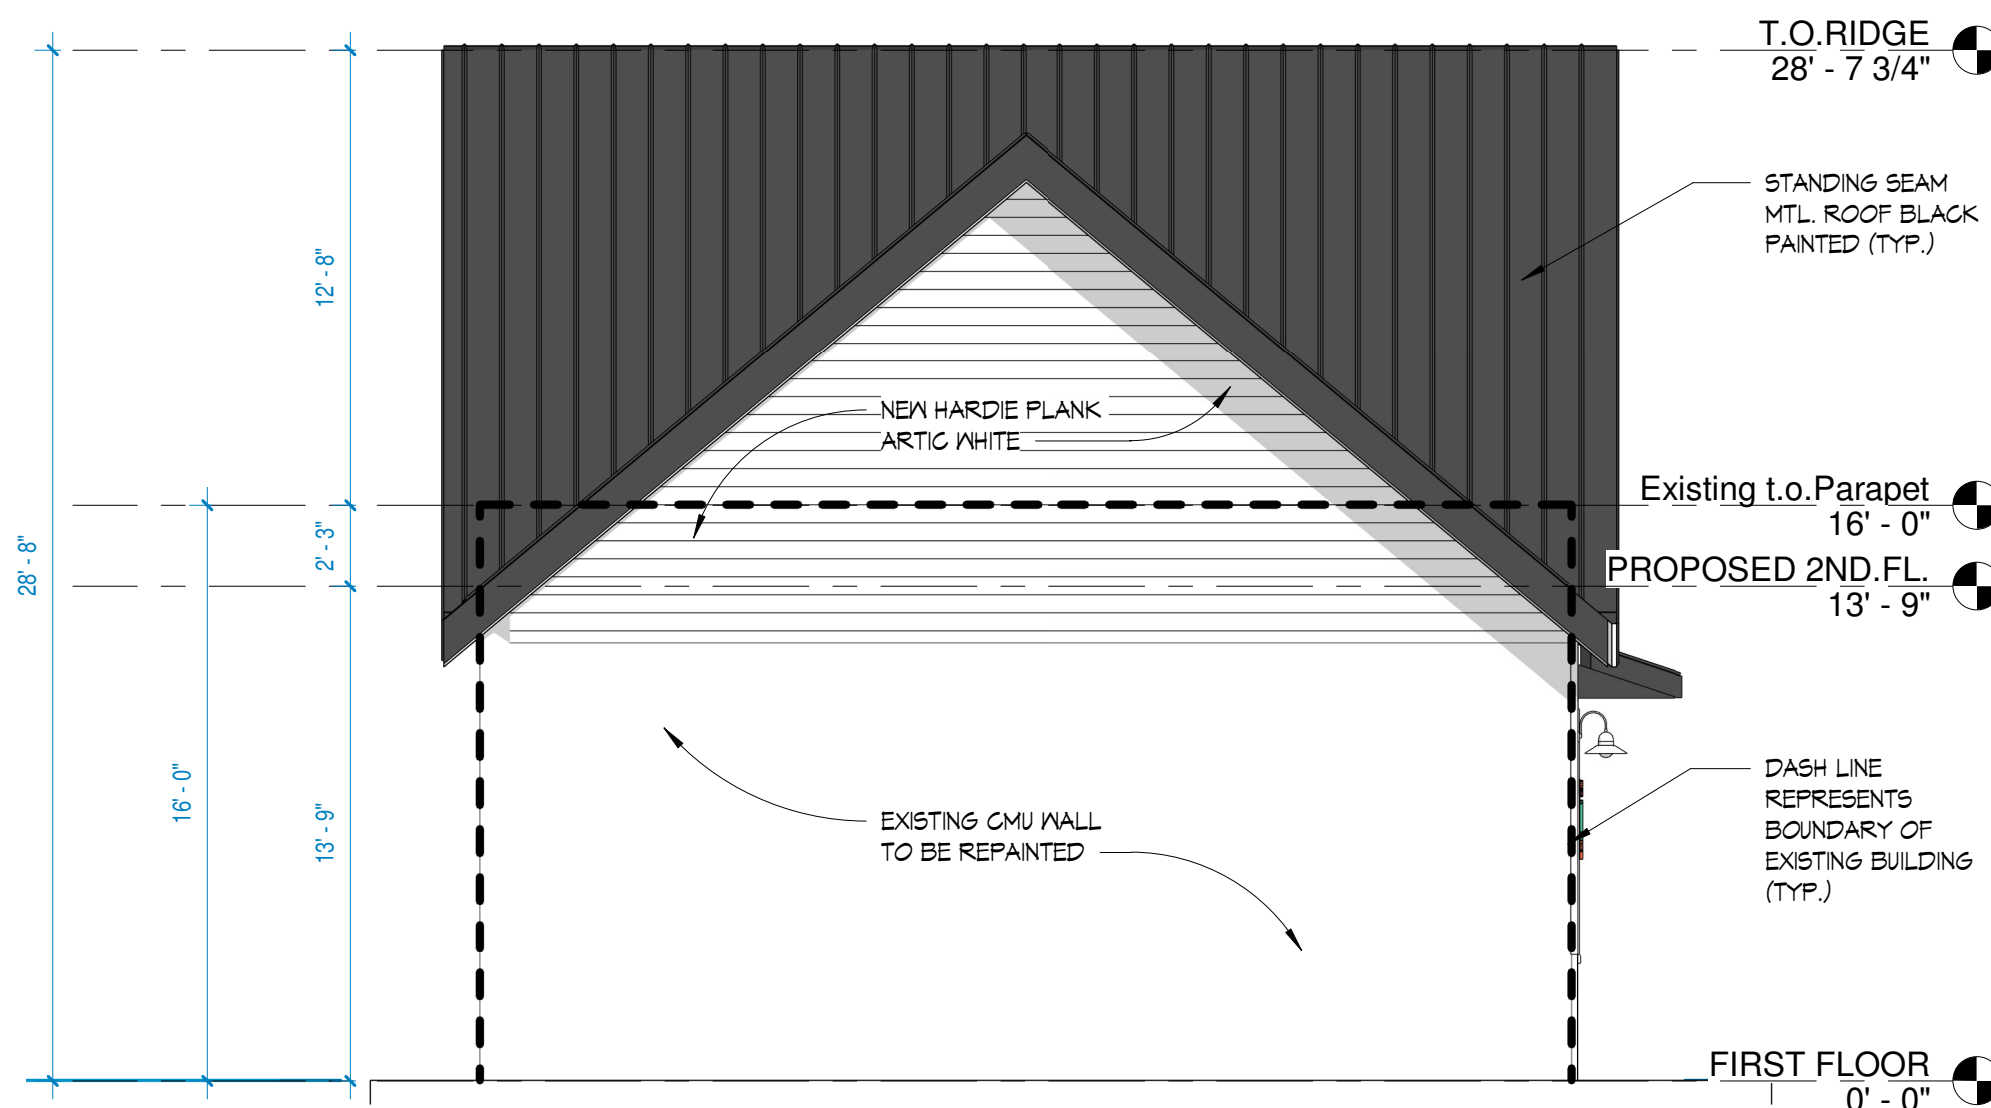 T.O.RIDGE
28' - 7 3/4"
STANDING SEAM
MTL. ROOF BLACK
PAINTED (TYP.)
12' - 8"
NEW HARDIE PLANK
ARTIC WHITE
Existing t.o.Parapet
16' - 0"
2' - 3"
28' - 8"
PROPOSED 2ND.FL.
13' - 9"
16' - 0"
13' - 9"
EXISTING CMU WALL
TO BE REPAINTED
DASH LINE
REPRESENTS
BOUNDARY OF
EXISTING BUILDING
(TYP.)
FIRST FLOOR
0' - 0"